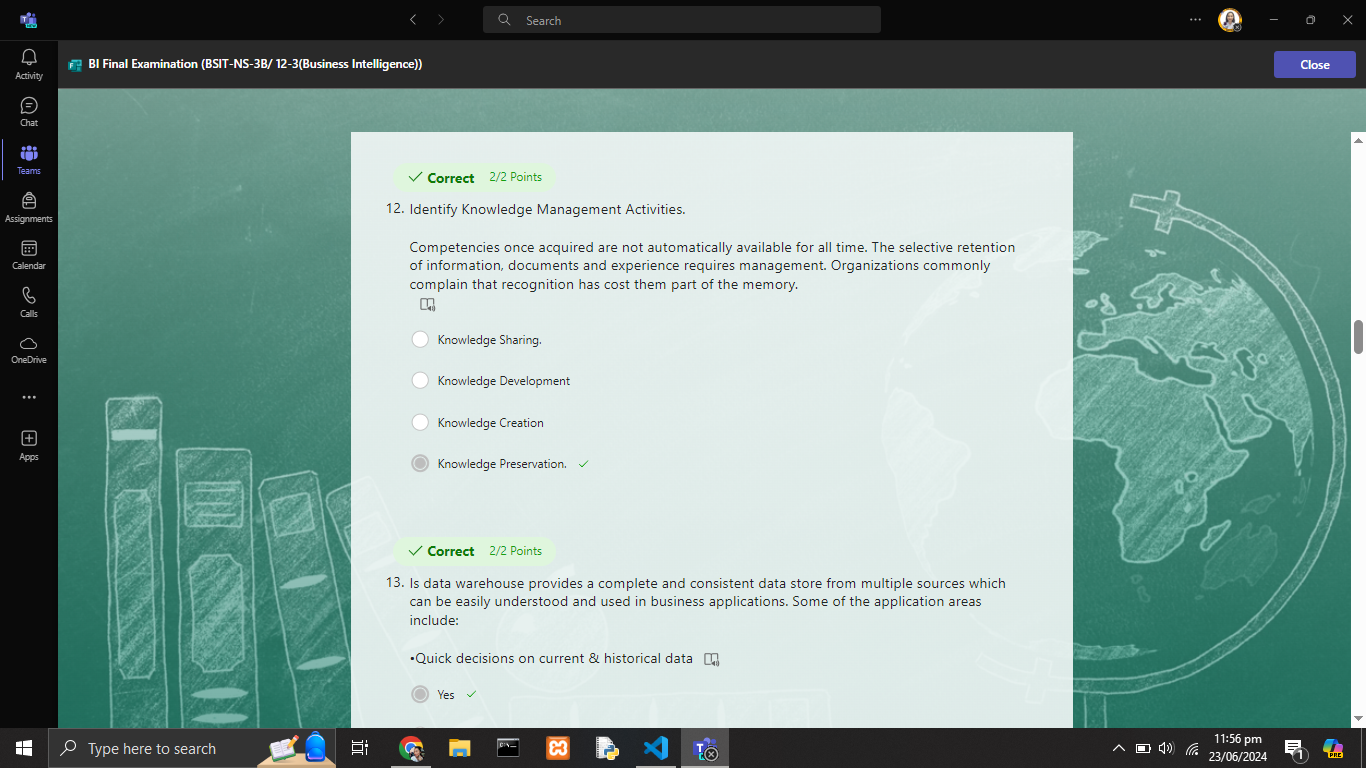 Search
Activity
Chat
Teams
Assignments
Calendar
Calls
OneDrive
Apps
BI Final Examination (BSIT-NS-3B/ 12-3(Business Intelligence))
Close
Correct 2/2 Points
12. Identify Knowledge Management Activities.
Competencies once acquired are not automatically available for all time. The selective retention
of information, documents and experience requires management. Organizations commonly
complain that recognition has cost them part of the memory.
Knowledge Sharing.
Knowledge Development
Knowledge Creation
Knowledge Preservation.
Correct 2/2 Points
13. Is data warehouse provides a complete and consistent data store from multiple sources which
can be easily understood and used in business applications. Some of the application areas
include:
•Quick decisions on current & historical data
Yes
Type here to search
11:56 pm
23/06/2024
1
PRE